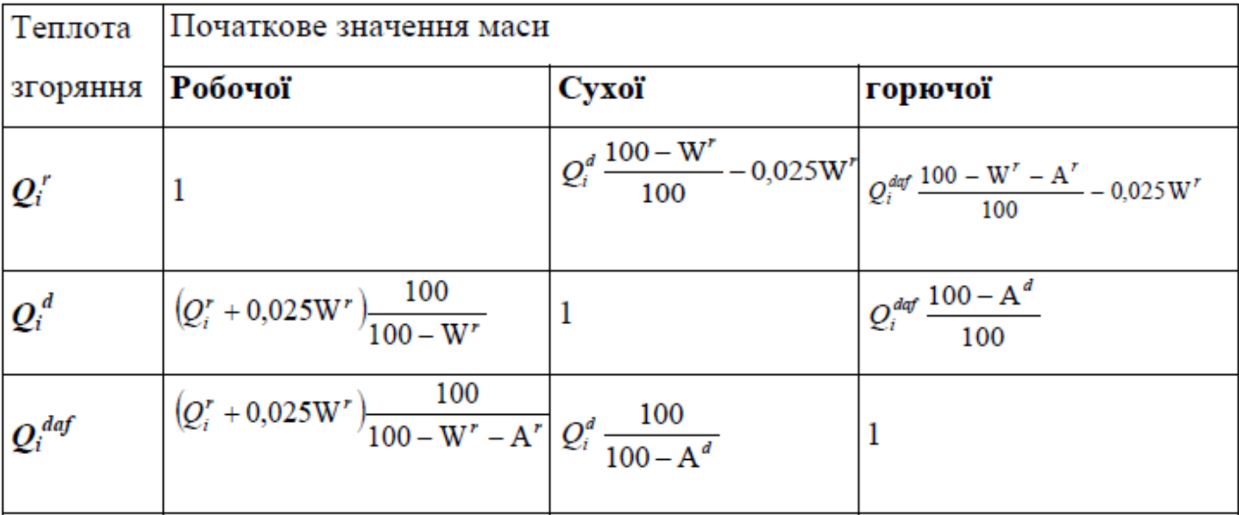 Теплота згоряння | Початкове значення маси
Робочої | Сухої | горючої
Q_i^r | 1 | Q_i^d (100 – W^r)/100 – 0,025W^r | Q_i^daf (100 – W^r – A^r)/100 – 0,025W^r
Q_i^d | (Q_i^r + 0,025W^r) 100/(100 – W^r) | 1 | Q_i^daf (100 – A^d)/100
Q_i^daf | (Q_i^r + 0,025W^r) 100/(100 – W^r – A^r) | Q_i^d 100/(100 – A^d) | 1